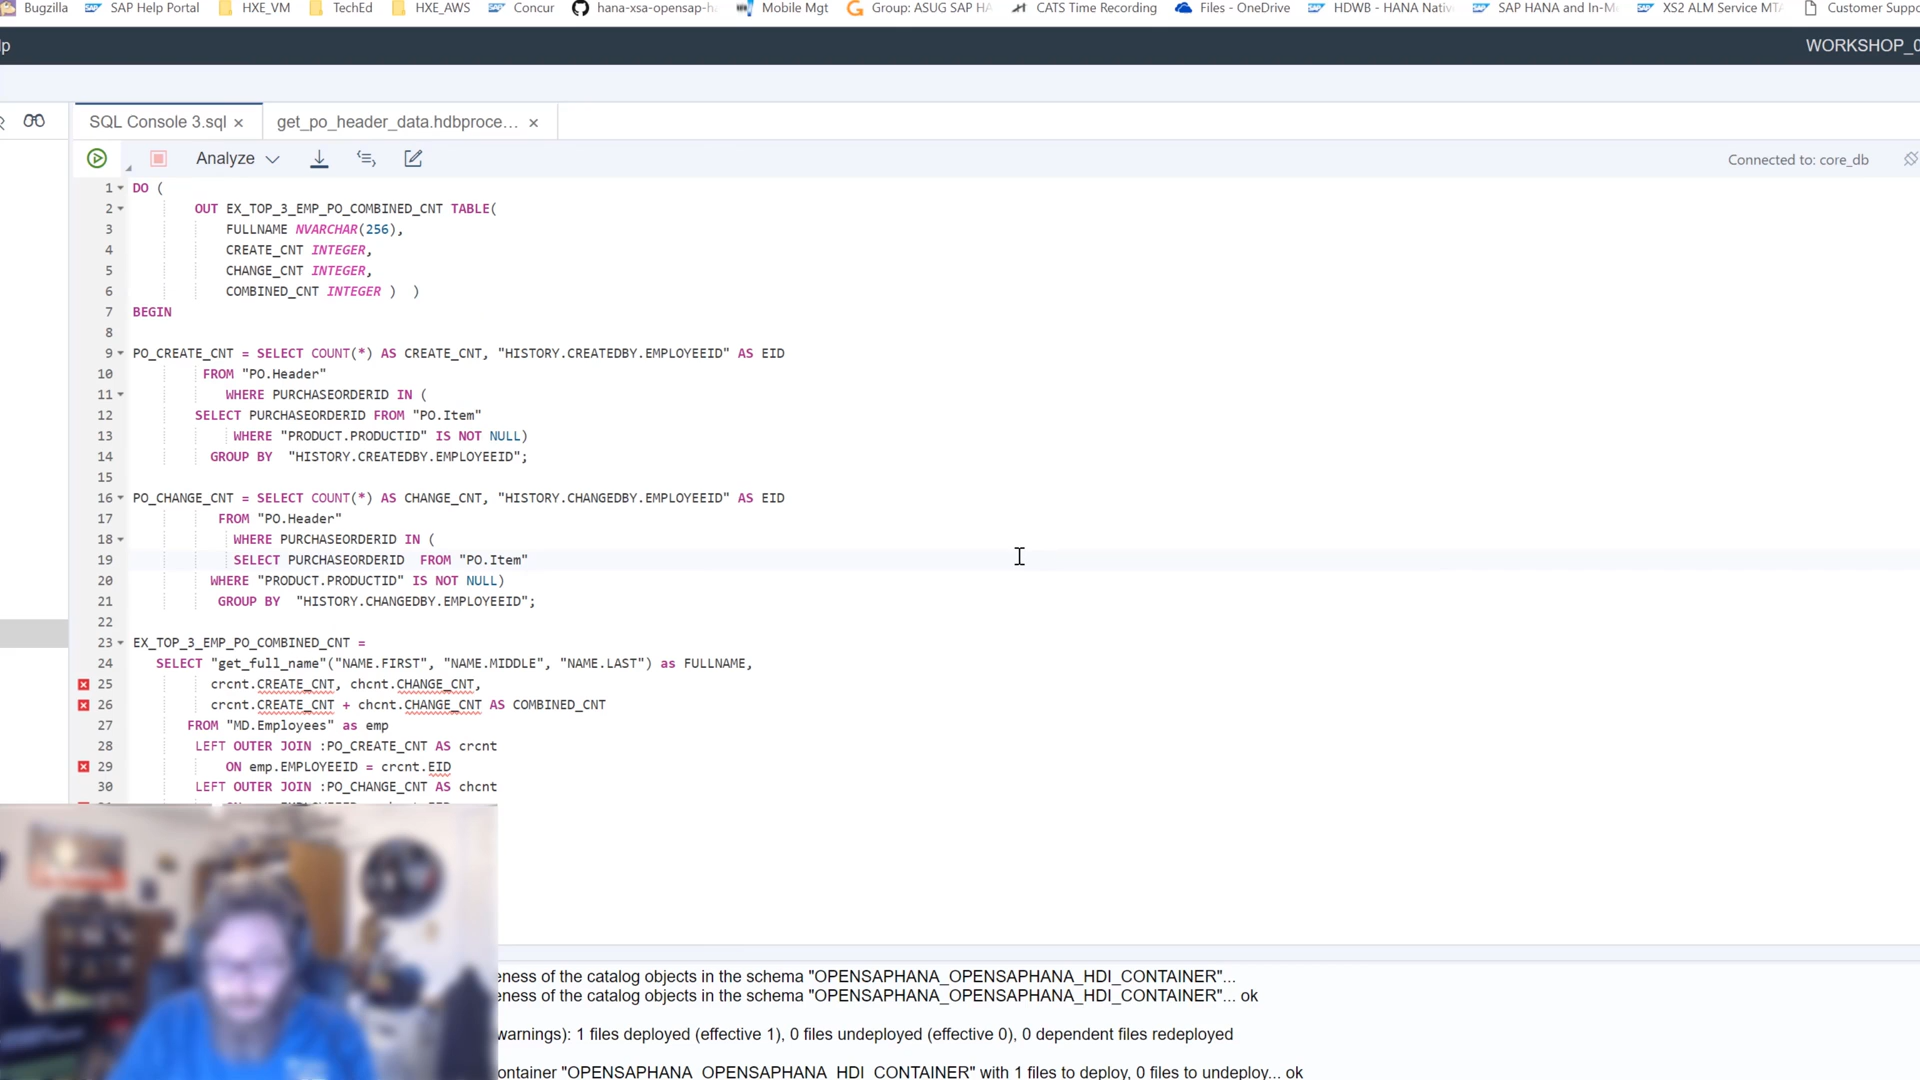 Bugzilla SAP Help Portal HXE_VM TechEd HXE_AWS Concur hana-xsa-opensap-ha Mobile Mgt Group: ASUG SAP HA CATS Time Recording Files - OneDrive HDWB - HANA Nativ SAP HANA and In-M XS2 ALM Service MTA Customer Suppo
lp WORKSHOP_0
SQL Console 3.sql × get_po_header_data.hdbproce... ×
Analyze Connected to: core_db
1 DO (
2 OUT EX_TOP_3_EMP_PO_COMBINED_CNT TABLE(
3 FULLNAME NVARCHAR(256),
4 CREATE_CNT INTEGER,
5 CHANGE_CNT INTEGER,
6 COMBINED_CNT INTEGER ) )
7 BEGIN
8
9 PO_CREATE_CNT = SELECT COUNT(*) AS CREATE_CNT, "HISTORY.CREATEDBY.EMPLOYEEID" AS EID
10 FROM "PO.Header"
11 WHERE PURCHASEORDERID IN (
12 SELECT PURCHASEORDERID FROM "PO.Item"
13 WHERE "PRODUCT.PRODUCTID" IS NOT NULL)
14 GROUP BY "HISTORY.CREATEDBY.EMPLOYEEID";
15
16 PO_CHANGE_CNT = SELECT COUNT(*) AS CHANGE_CNT, "HISTORY.CHANGEDBY.EMPLOYEEID" AS EID
17 FROM "PO.Header"
18 WHERE PURCHASEORDERID IN (
19 SELECT PURCHASEORDERID FROM "PO.Item"
20 WHERE "PRODUCT.PRODUCTID" IS NOT NULL)
21 GROUP BY "HISTORY.CHANGEDBY.EMPLOYEEID";
22
23 EX_TOP_3_EMP_PO_COMBINED_CNT =
24 SELECT "get_full_name"("NAME.FIRST", "NAME.MIDDLE", "NAME.LAST") as FULLNAME,
25 crcnt.CREATE_CNT, chcnt.CHANGE_CNT,
26 crcnt.CREATE_CNT + chcnt.CHANGE_CNT AS COMBINED_CNT
27 FROM "MD.Employees" as emp
28 LEFT OUTER JOIN :PO_CREATE_CNT AS crcnt
29 ON emp.EMPLOYEEID = crcnt.EID
30 LEFT OUTER JOIN :PO_CHANGE_CNT AS chcnt
eness of the catalog objects in the schema "OPENSAPHANA_OPENSAPHANA_HDI_CONTAINER"...
eness of the catalog objects in the schema "OPENSAPHANA_OPENSAPHANA_HDI_CONTAINER"... ok
warnings): 1 files deployed (effective 1), 0 files undeployed (effective 0), 0 dependent files redeployed
ontainer "OPENSAPHANA_OPENSAPHANA_HDI_CONTAINER" with 1 files to deploy, 0 files to undeploy... ok